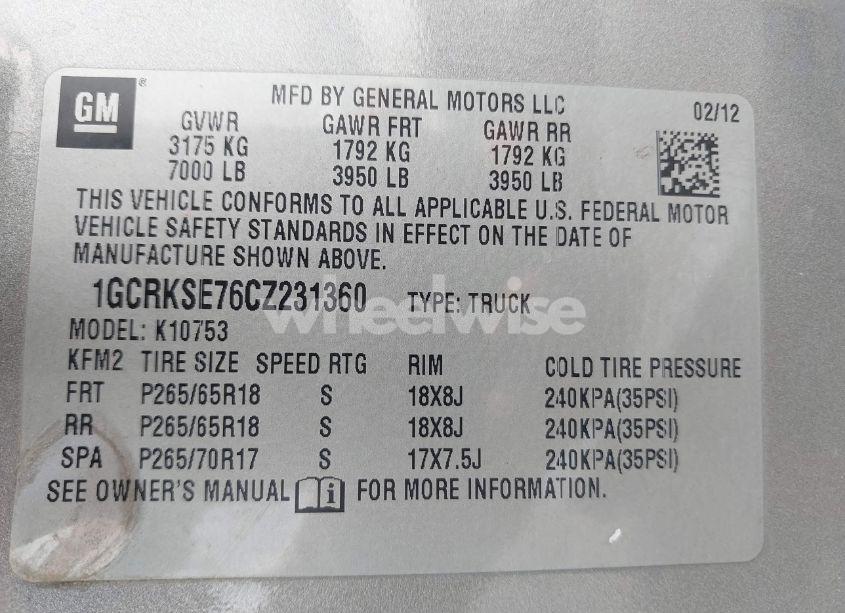 GM®
MFD BY GENERAL MOTORS LLC
02/12
GVWR GAWR FRT GAWR RR
3175 KG 1792 KG 1792 KG
7000 LB 3950 LB 3950 LB
THIS VEHICLE CONFORMS TO ALL APPLICABLE U.S. FEDERAL MOTOR
VEHICLE SAFETY STANDARDS IN EFFECT ON THE DATE OF
MANUFACTURE SHOWN ABOVE.
1GCRKSE76CZ231360 TYPE: TRUCK
wheelwise
MODEL: K10753
KFM2 TIRE SIZE SPEED RTG RIM COLD TIRE PRESSURE
FRT P265/65R18 S 18X8J 240KPA(35PSI)
RR P265/65R18 S 18X8J 240KPA(35PSI)
SPA P265/70R17 S 17X7.5J 240KPA(35PSI)
SEE OWNER'S MANUAL i FOR MORE INFORMATION.